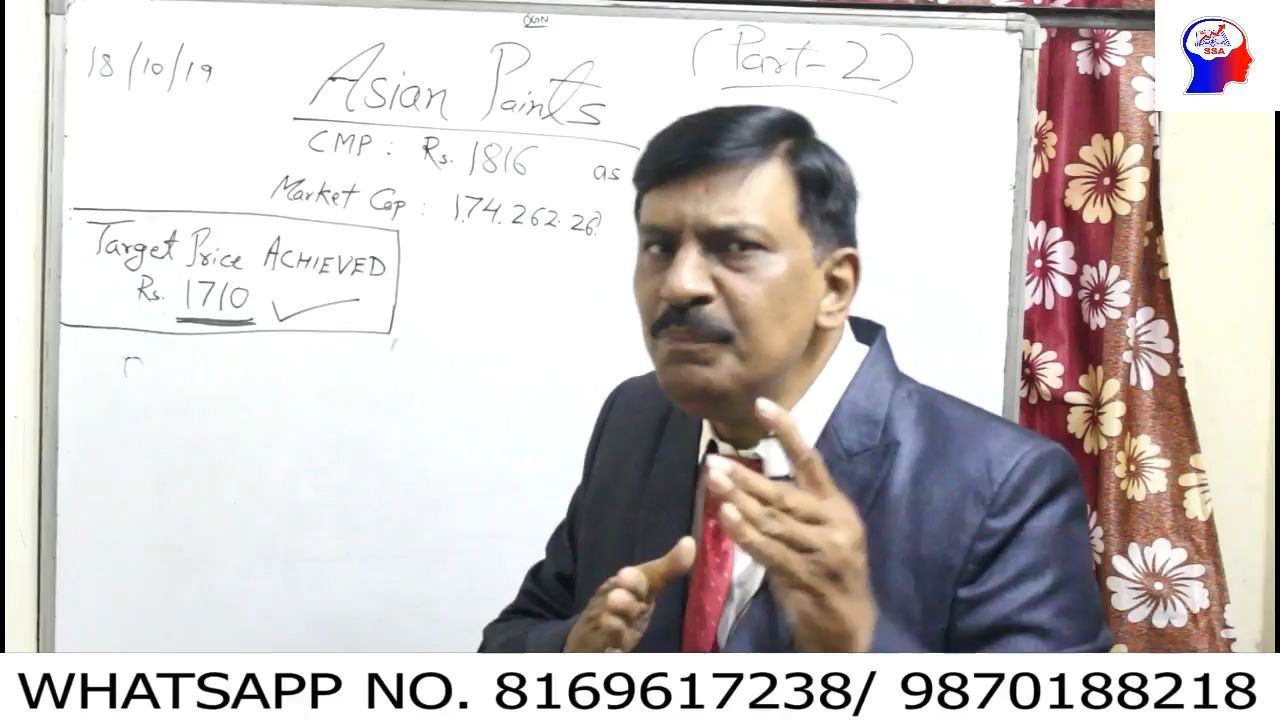 OGN
18/10/19
Asian Paints
(Part-2)
CMP : Rs. 1816 as
Market Cap : 1,74,262.28
Target Price ACHIEVED
Rs. 1710
SSA
WHATSAPP NO. 8169617238/ 9870188218